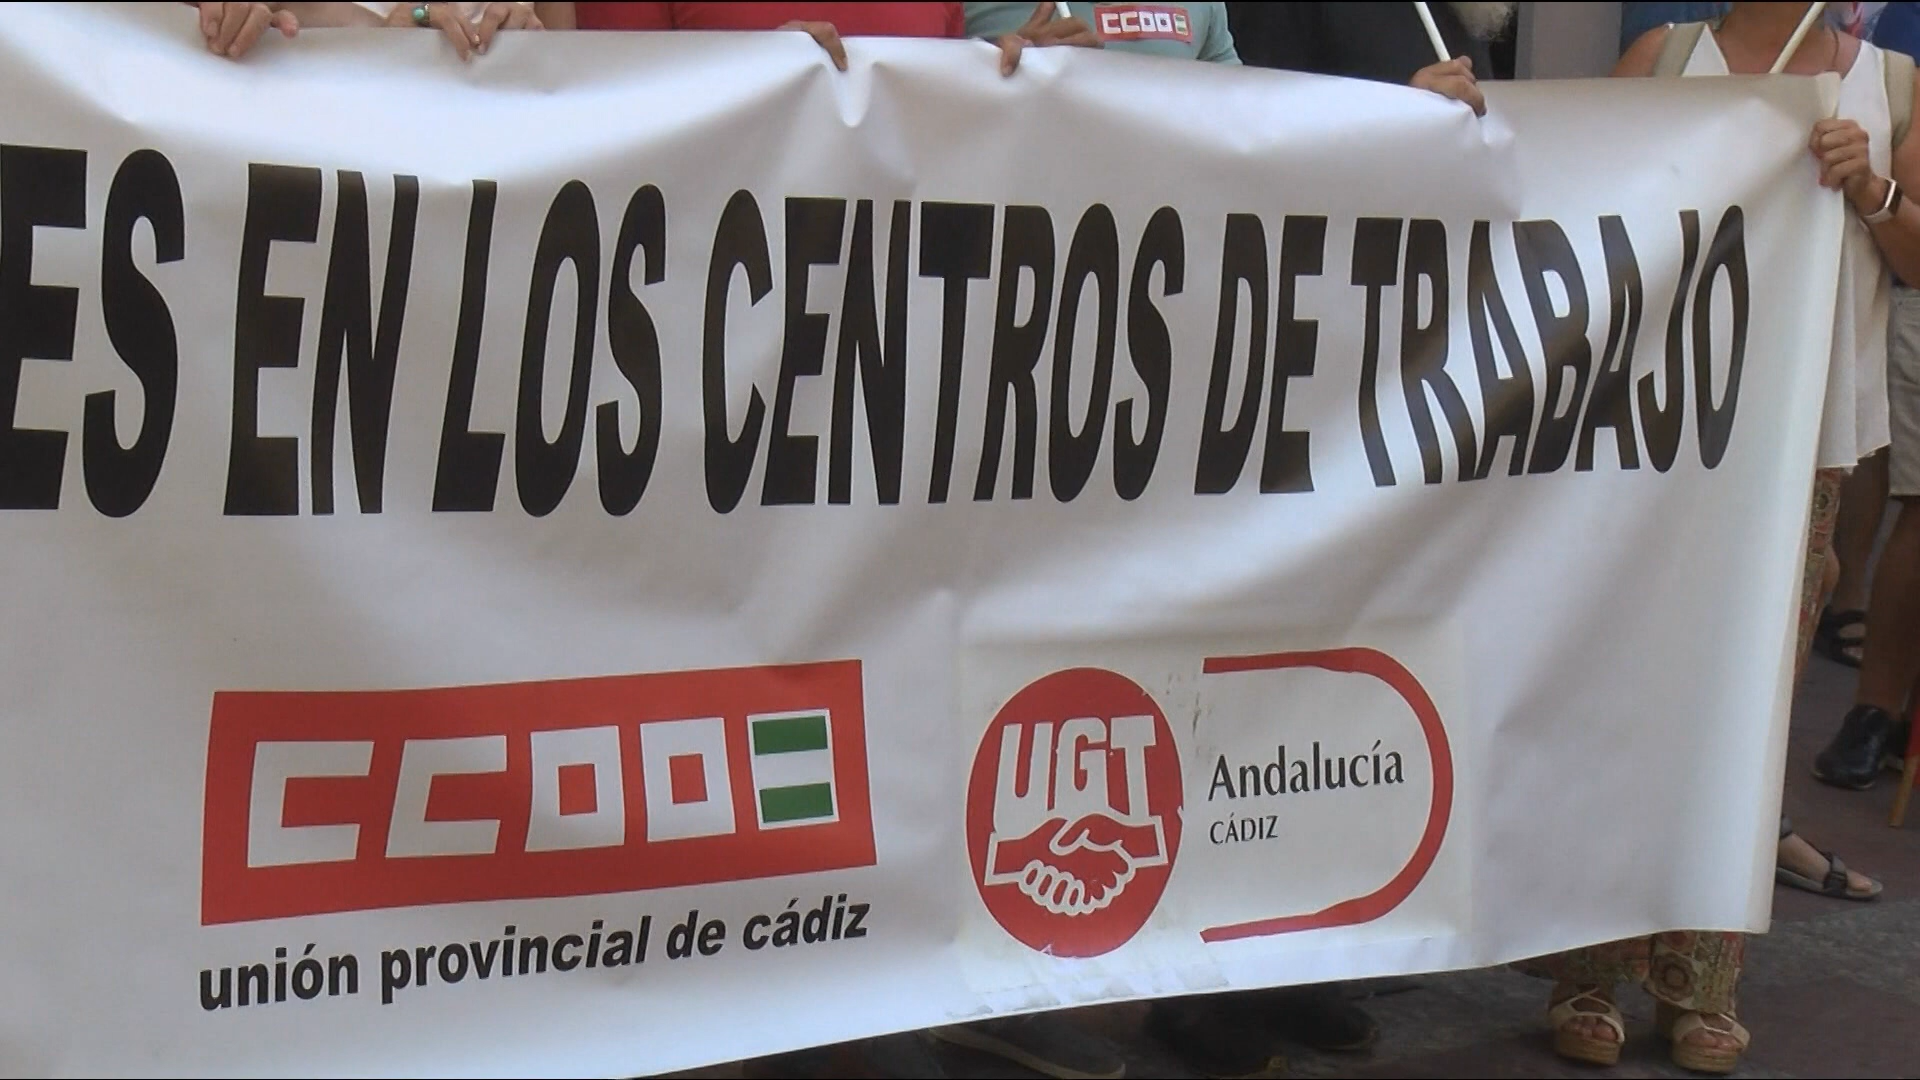 CCOO
ES EN LOS CENTROS DE TRABAJO
CCOO
unión provincial de cádiz
UGT
Andalucía
CÁDIZ